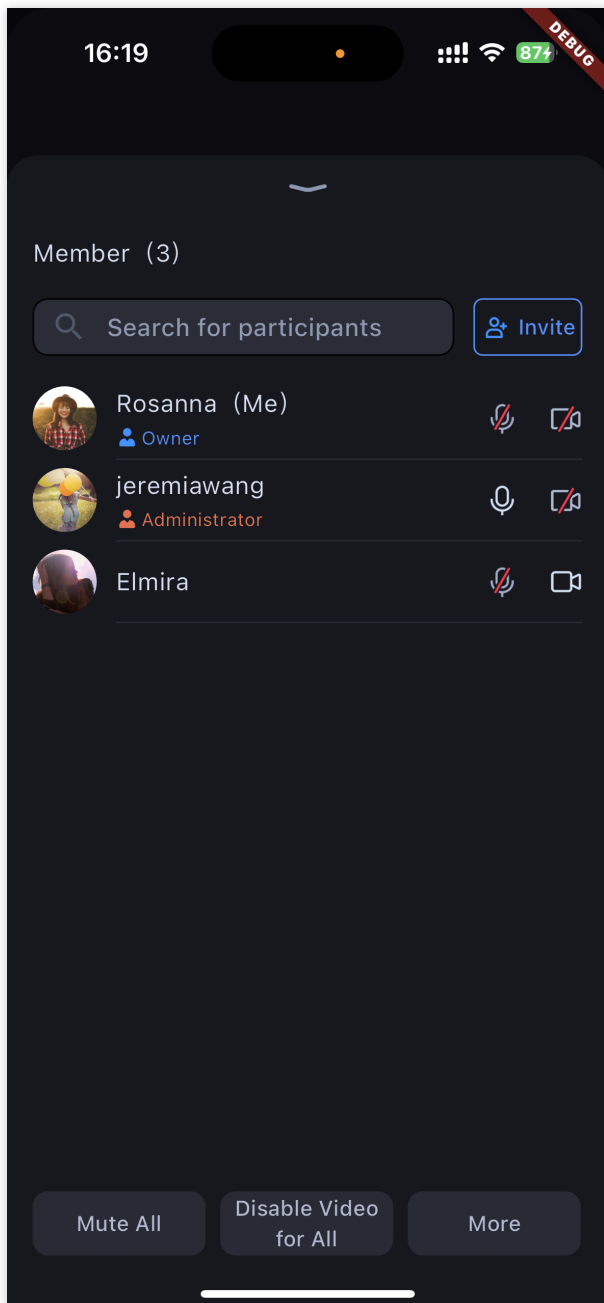 16:19
87
DEBUG
Member（3）
Search for participants
Invite
Rosanna（Me）
Owner
jeremiawang
Administrator
Elmira
Mute All
Disable Video
for All
More